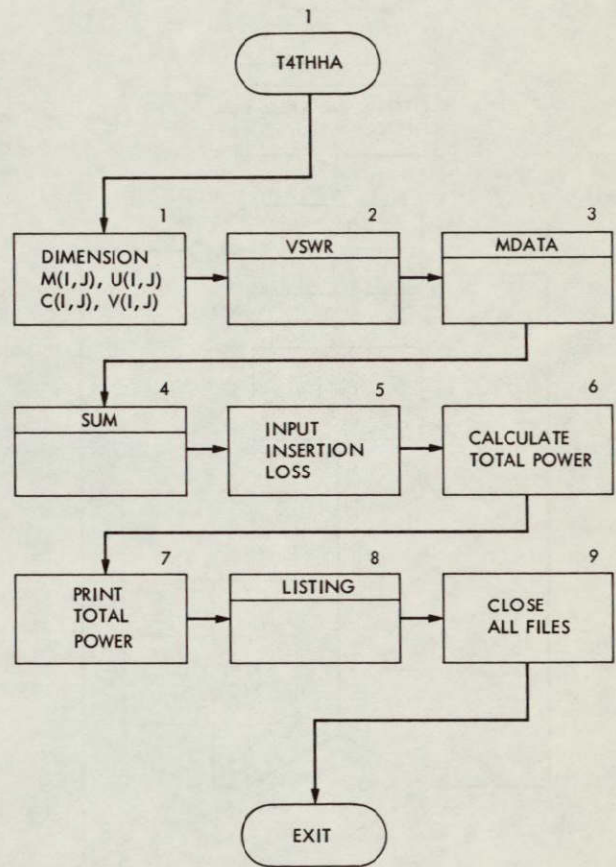 1
T4THHA
1
DIMENSION
M(I,J), U(I,J)
C(I,J), V(I,J)
2
VSWR
3
MDATA
4
SUM
5
INPUT
INSERTION
LOSS
6
CALCULATE
TOTAL POWER
7
PRINT
TOTAL
POWER
8
LISTING
9
CLOSE
ALL FILES
EXIT